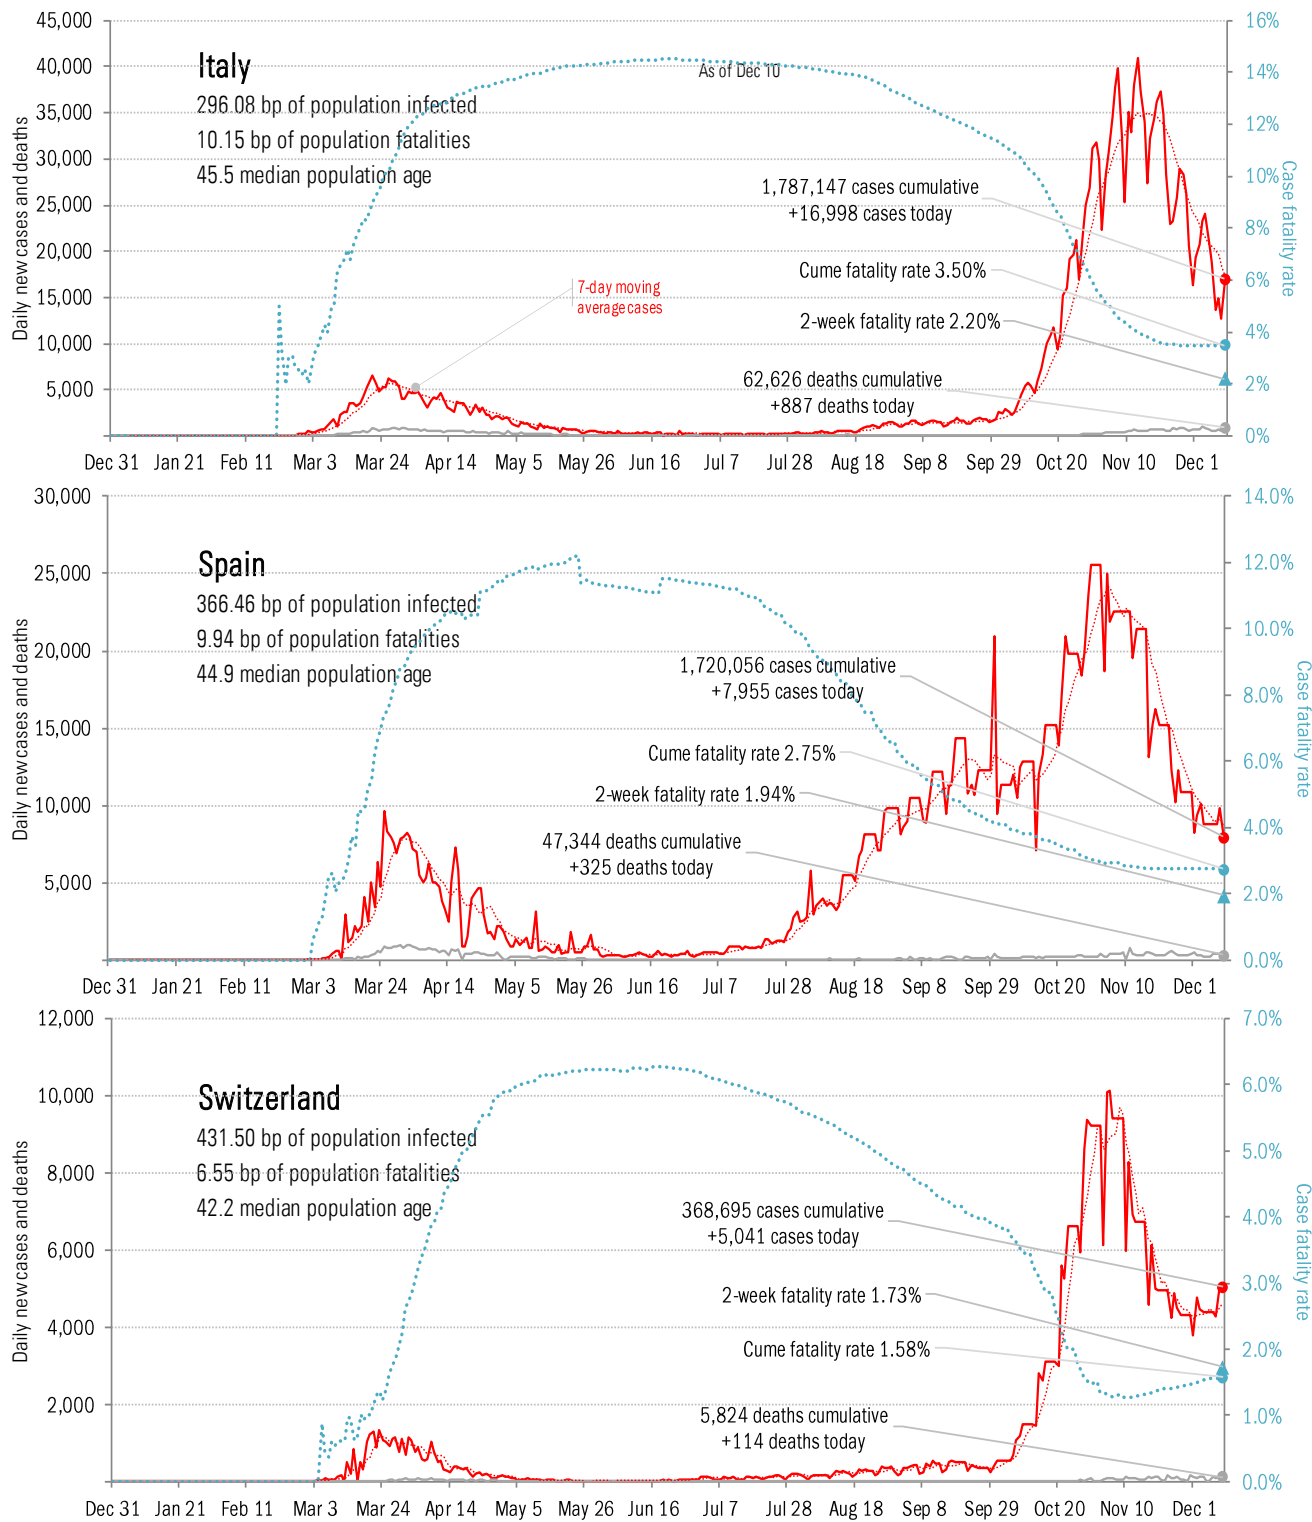 45,000
40,000
35,000
30,000
25,000
20,000
15,000
10,000
5,000
Daily new cases and deaths
16%
14%
12%
10%
8%
6%
4%
2%
0%
Case fatality rate
Italy
296.08 bp of population infected
10.15 bp of population fatalities
45.5 median population age
As of Dec 10
1,787,147 cases cumulative
+16,998 cases today
Cume fatality rate 3.50%
7-day moving
average cases
2-week fatality rate 2.20%
62,626 deaths cumulative
+887 deaths today
Dec 31 Jan 21 Feb 11 Mar 3 Mar 24 Apr 14 May 5 May 26 Jun 16 Jul 7 Jul 28 Aug 18 Sep 8 Sep 29 Oct 20 Nov 10 Dec 1
30,000
25,000
20,000
15,000
10,000
5,000
Daily new cases and deaths
14.0%
12.0%
10.0%
8.0%
6.0%
4.0%
2.0%
0.0%
Case fatality rate
Spain
366.46 bp of population infected
9.94 bp of population fatalities
44.9 median population age
1,720,056 cases cumulative
+7,955 cases today
Cume fatality rate 2.75%
2-week fatality rate 1.94%
47,344 deaths cumulative
+325 deaths today
Dec 31 Jan 21 Feb 11 Mar 3 Mar 24 Apr 14 May 5 May 26 Jun 16 Jul 7 Jul 28 Aug 18 Sep 8 Sep 29 Oct 20 Nov 10 Dec 1
12,000
10,000
8,000
6,000
4,000
2,000
Daily new cases and deaths
7.0%
6.0%
5.0%
4.0%
3.0%
2.0%
1.0%
0.0%
Case fatality rate
Switzerland
431.50 bp of population infected
6.55 bp of population fatalities
42.2 median population age
368,695 cases cumulative
+5,041 cases today
2-week fatality rate 1.73%
Cume fatality rate 1.58%
5,824 deaths cumulative
+114 deaths today
Dec 31 Jan 21 Feb 11 Mar 3 Mar 24 Apr 14 May 5 May 26 Jun 16 Jul 7 Jul 28 Aug 18 Sep 8 Sep 29 Oct 20 Nov 10 Dec 1